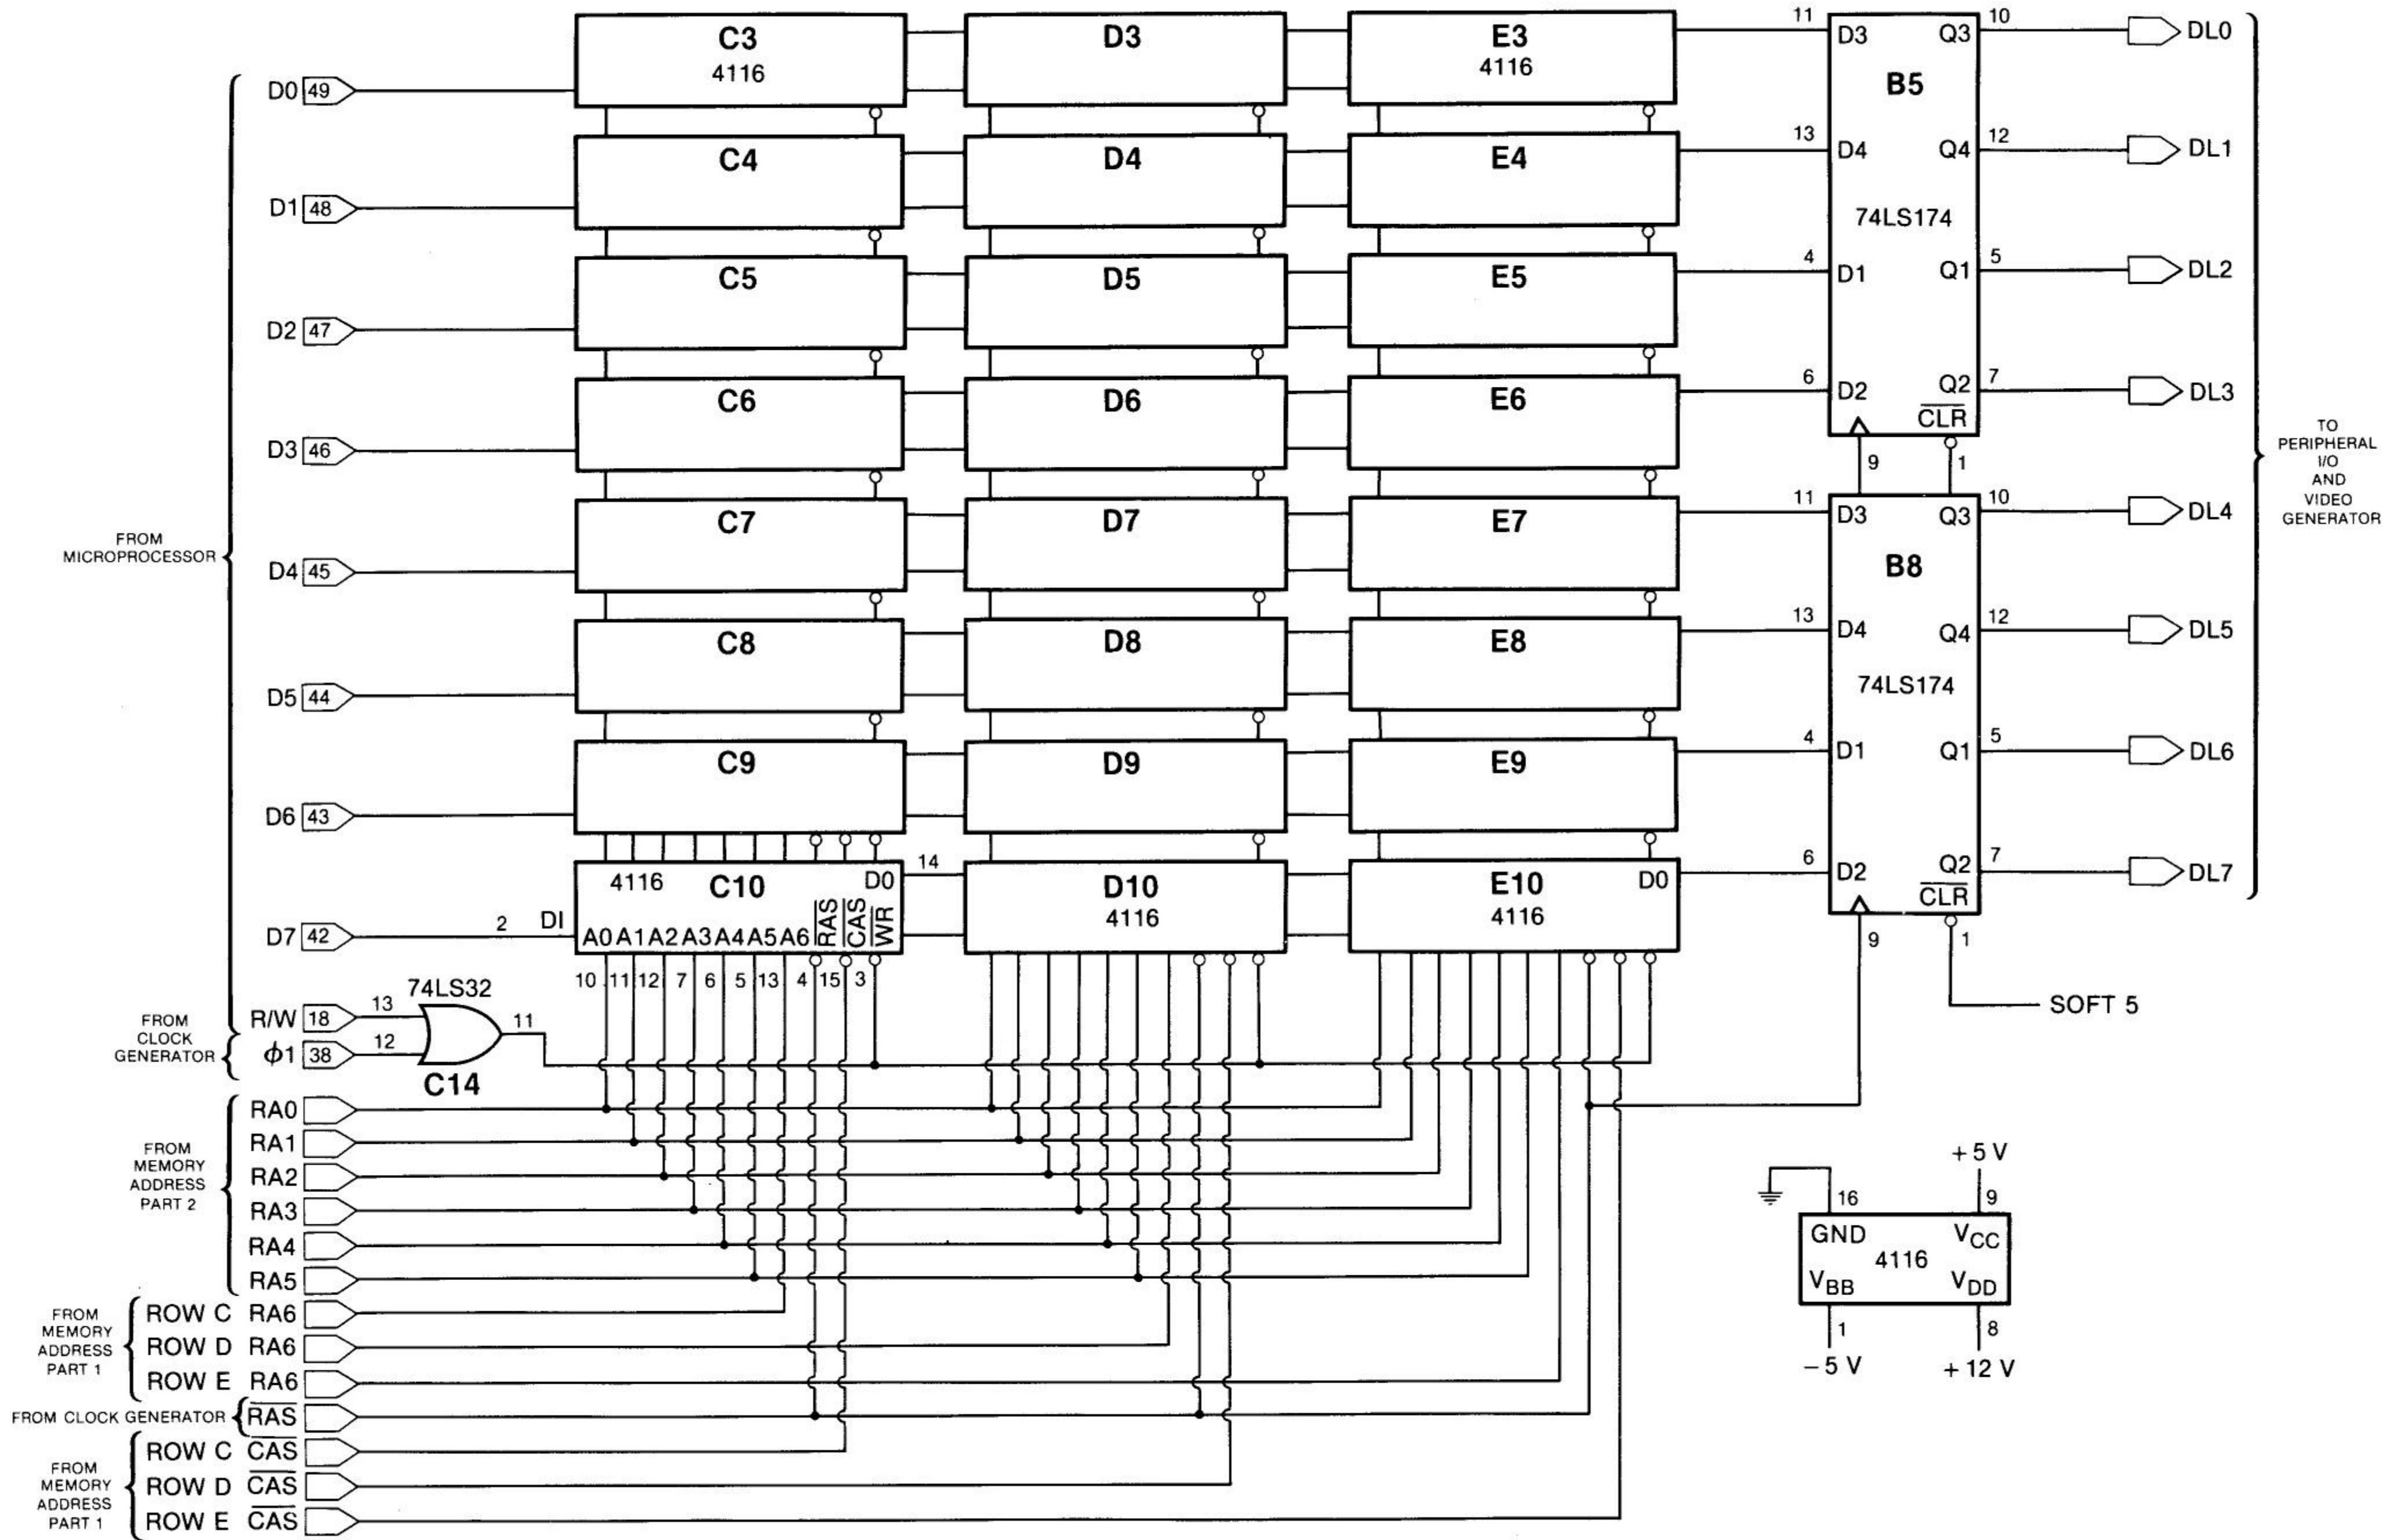 C3
4116
D3
E3
4116
11 D3 Q3 10 DL0
B5
D0 49
C4
D4
E4
13 D4 Q4 12 DL1
D1 48
74LS174
C5
D5
E5
4 D1 Q1 5 DL2
D2 47
C6
D6
E6
6 D2 Q2 7 DL3
CLR
D3 46
9
1
TO
PERIPHERAL
I/O
AND
VIDEO
GENERATOR
FROM
MICROPROCESSOR
C7
D7
E7
11 D3 Q3 10 DL4
B8
D4 45
C8
D8
E8
13 D4 Q4 12 DL5
D5 44
74LS174
C9
D9
E9
4 D1 Q1 5 DL6
D6 43
4116 C10 D0 14
D10
4116
E10 D0
4116
6 D2 Q2 7 DL7
CLR
D7 42 2 DI
A0 A1 A2 A3 A4 A5 A6 RAS CAS WR
10 11 12 7 6 5 13 4 15 3
9
1
SOFT 5
74LS32
R/W 18 13
11
FROM
CLOCK
GENERATOR
ϕ1 38 12
C14
FROM
MEMORY
ADDRESS
PART 2
RA0
RA1
RA2
RA3
RA4
RA5
FROM
MEMORY
ADDRESS
PART 1
ROW C RA6
ROW D RA6
ROW E RA6
FROM CLOCK GENERATOR RAS
FROM
MEMORY
ADDRESS
PART 1
ROW C CAS
ROW D CAS
ROW E CAS
+5 V
16 9
GND VCC
4116
VBB VDD
1 8
−5 V +12 V